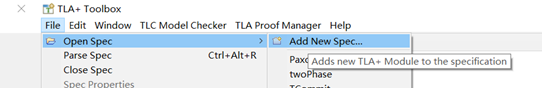 TLA+ Toolbox
File Edit Window TLC Model Checker TLA Proof Manager Help
Open Spec > Add New Spec...
Parse Spec Ctrl+Alt+R
Adds new TLA+ Module to the specification
Close Spec twoPhase
Spec Properties TCommit